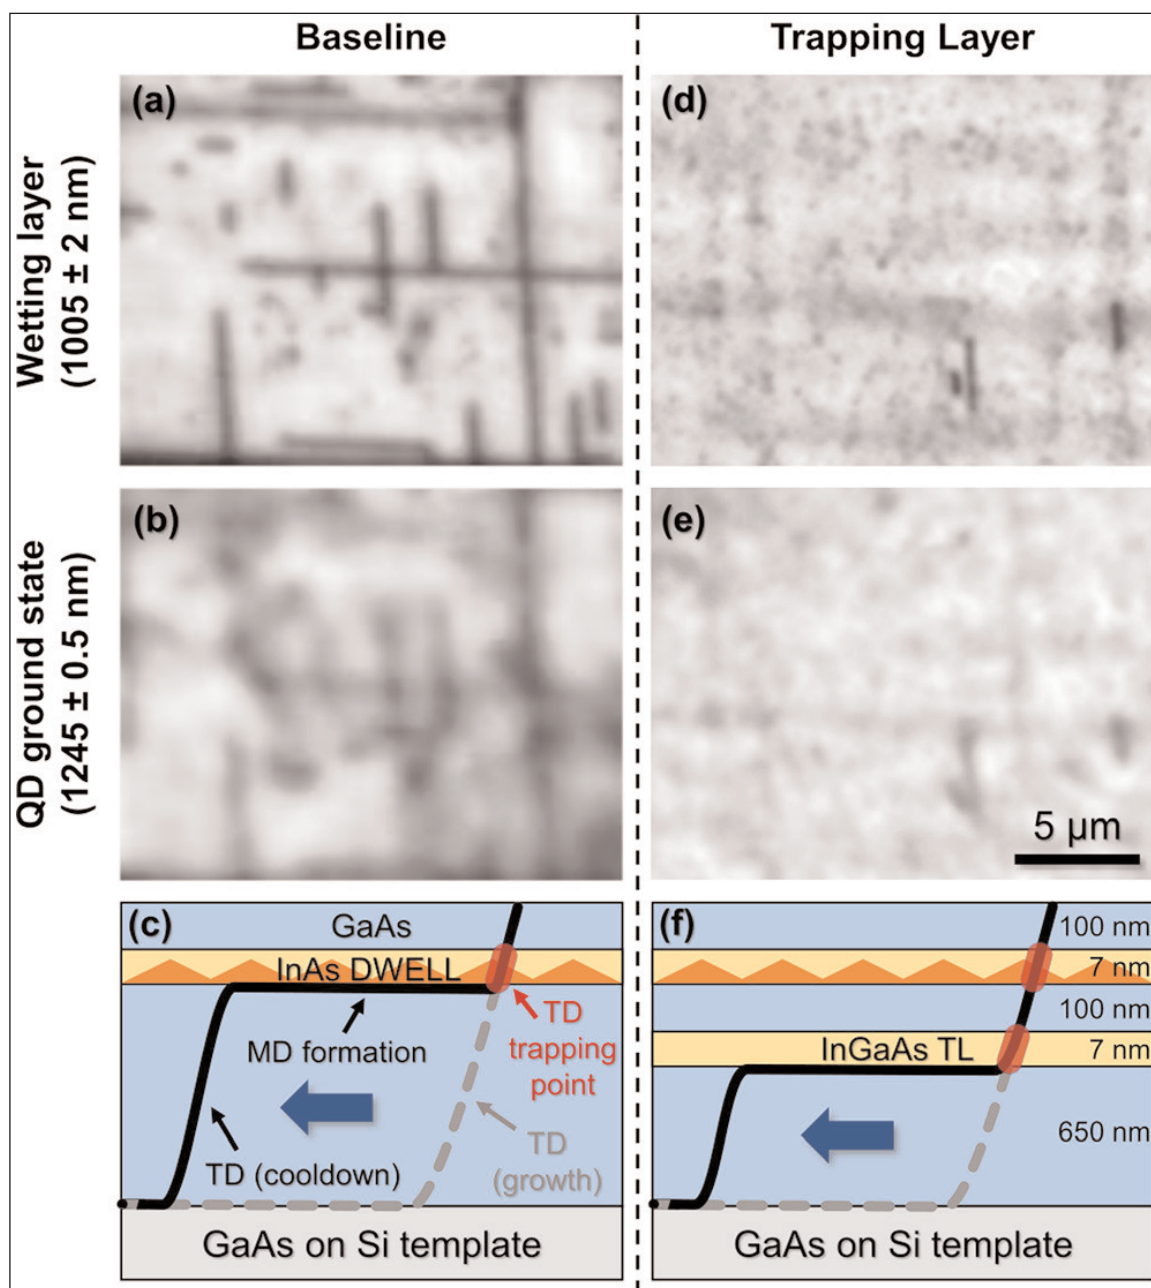 Baseline
Trapping Layer
Wetting layer
(1005 ± 2 nm)
(a)
(d)
QD ground state
(1245 ± 0.5 nm)
(b)
(e)
5 µm
(c)
GaAs
InAs DWELL
MD formation
TD
trapping
point
TD (cooldown)
TD
(growth)
GaAs on Si template
(f)
100 nm
7 nm
100 nm
InGaAs TL
7 nm
650 nm
GaAs on Si template